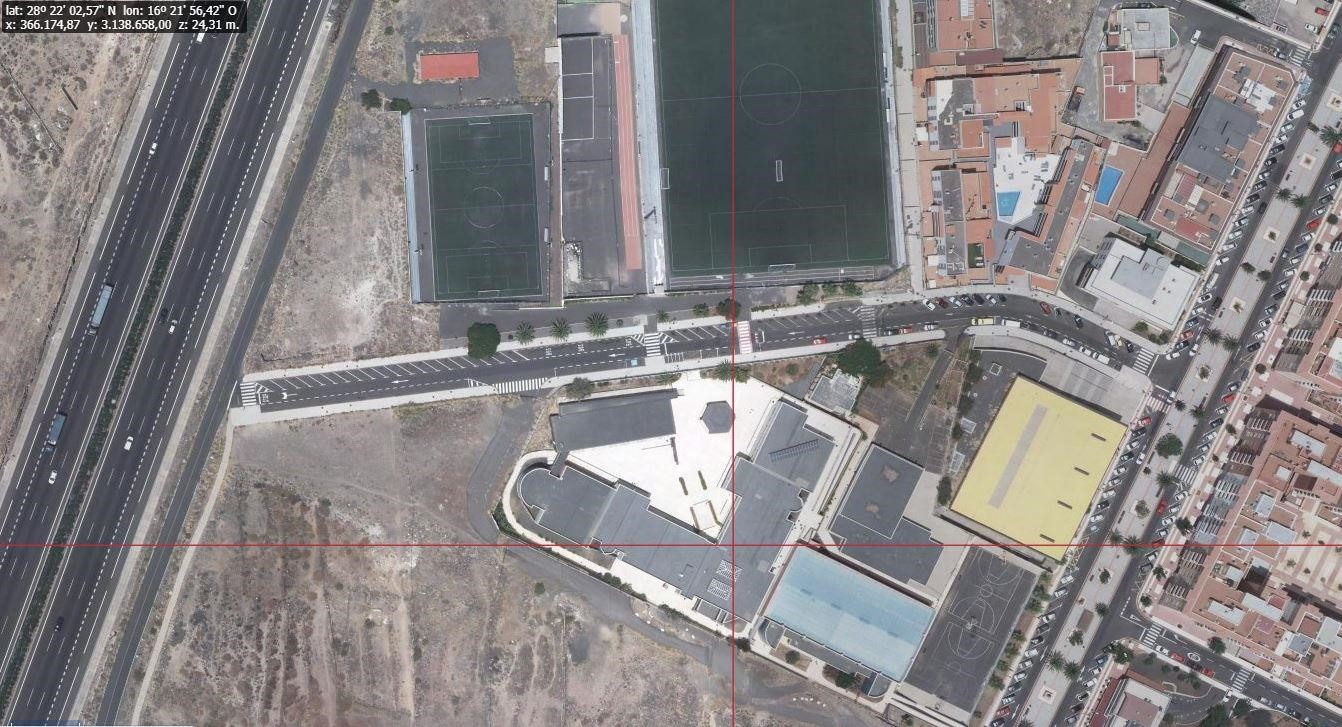 lat: 28º 22' 02,57" N lon: 16º 21' 56,42" O
x: 366.174,87 y: 3.138.658,00 z: 24,31 m.